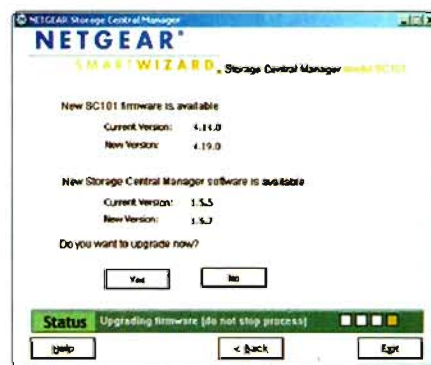 NETGEAR Storage Central Manager
NETGEAR
SMARTWIZARD Storage Central Manager model SC101
New SC101 firmware is available
Current Version: 4.14.0
New Version: 4.19.0
New Storage Central Manager software is available
Current Version: 1.5.5
New Version: 1.5.7
Do you want to upgrade now?
Yes No
Status Upgrading firmware (do not stop process)
Help < Back Exit